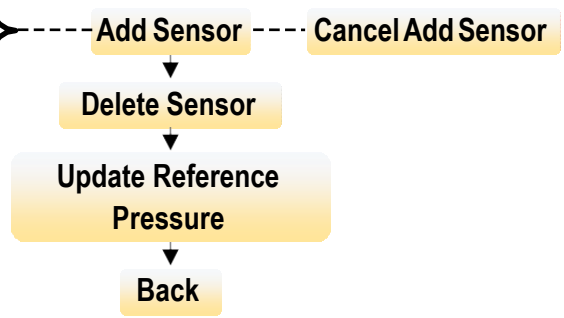 Add Sensor
Cancel Add Sensor
Delete Sensor
Update Reference
Pressure
Back